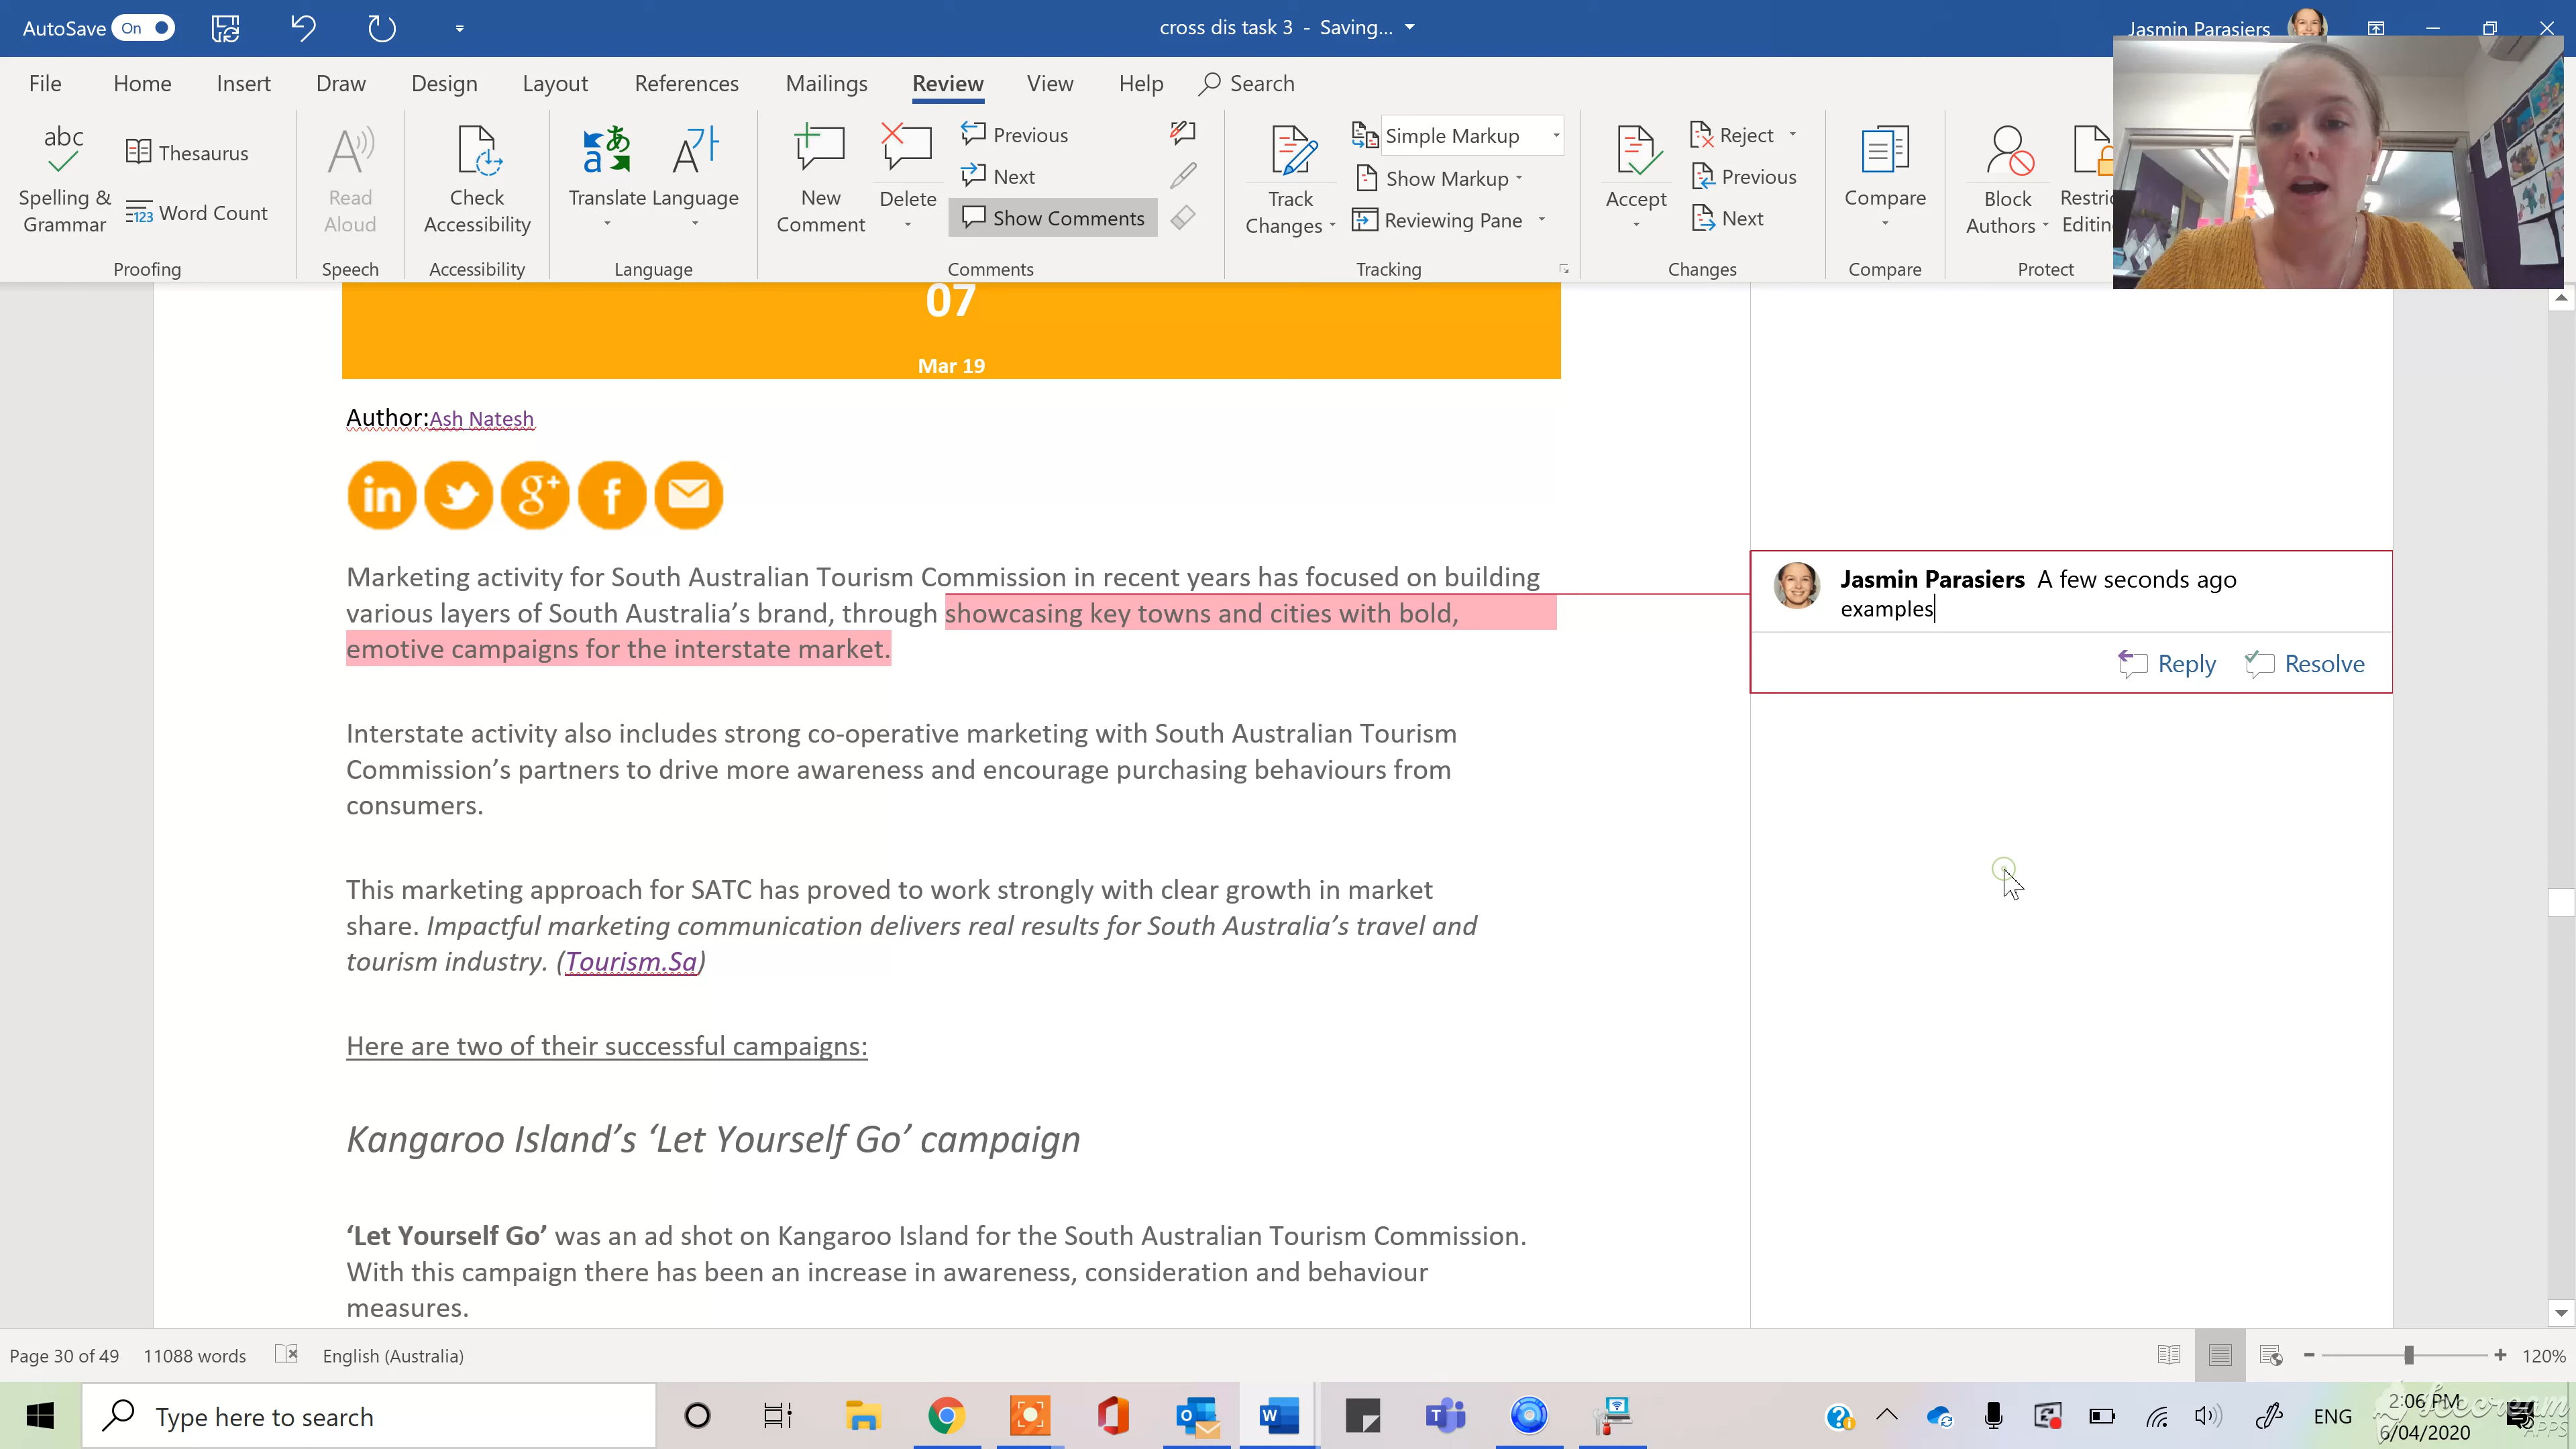 AutoSave On
cross dis task 3 - Saving...
Jasmin Parasiers
File Home Insert Draw Design Layout References Mailings Review View Help Search
abc
Spelling & Grammar
Thesaurus
123 Word Count
Proofing
Read Aloud
Speech
Check Accessibility
Accessibility
Translate
Language
Language
New Comment
Delete
Previous
Next
Show Comments
Comments
Track Changes
Simple Markup
Show Markup
Reviewing Pane
Tracking
Accept
Reject
Previous
Next
Changes
Compare
Compare
Block Authors
Restric
Editin
Protect
07
Mar 19
Author:Ash Natesh
in g+ f
Marketing activity for South Australian Tourism Commission in recent years has focused on building
various layers of South Australia’s brand, through showcasing key towns and cities with bold,
emotive campaigns for the interstate market.
Jasmin Parasiers A few seconds ago
examples
Reply Resolve
Interstate activity also includes strong co-operative marketing with South Australian Tourism
Commission’s partners to drive more awareness and encourage purchasing behaviours from
consumers.
This marketing approach for SATC has proved to work strongly with clear growth in market
share. Impactful marketing communication delivers real results for South Australia’s travel and
tourism industry. (Tourism.Sa)
Here are two of their successful campaigns:
Kangaroo Island’s ‘Let Yourself Go’ campaign
‘Let Yourself Go’ was an ad shot on Kangaroo Island for the South Australian Tourism Commission.
With this campaign there has been an increase in awareness, consideration and behaviour
measures.
Page 30 of 49 11088 words English (Australia) 120%
Type here to search
ENG
2:06 PM
6/04/2020
Icecream
APPS